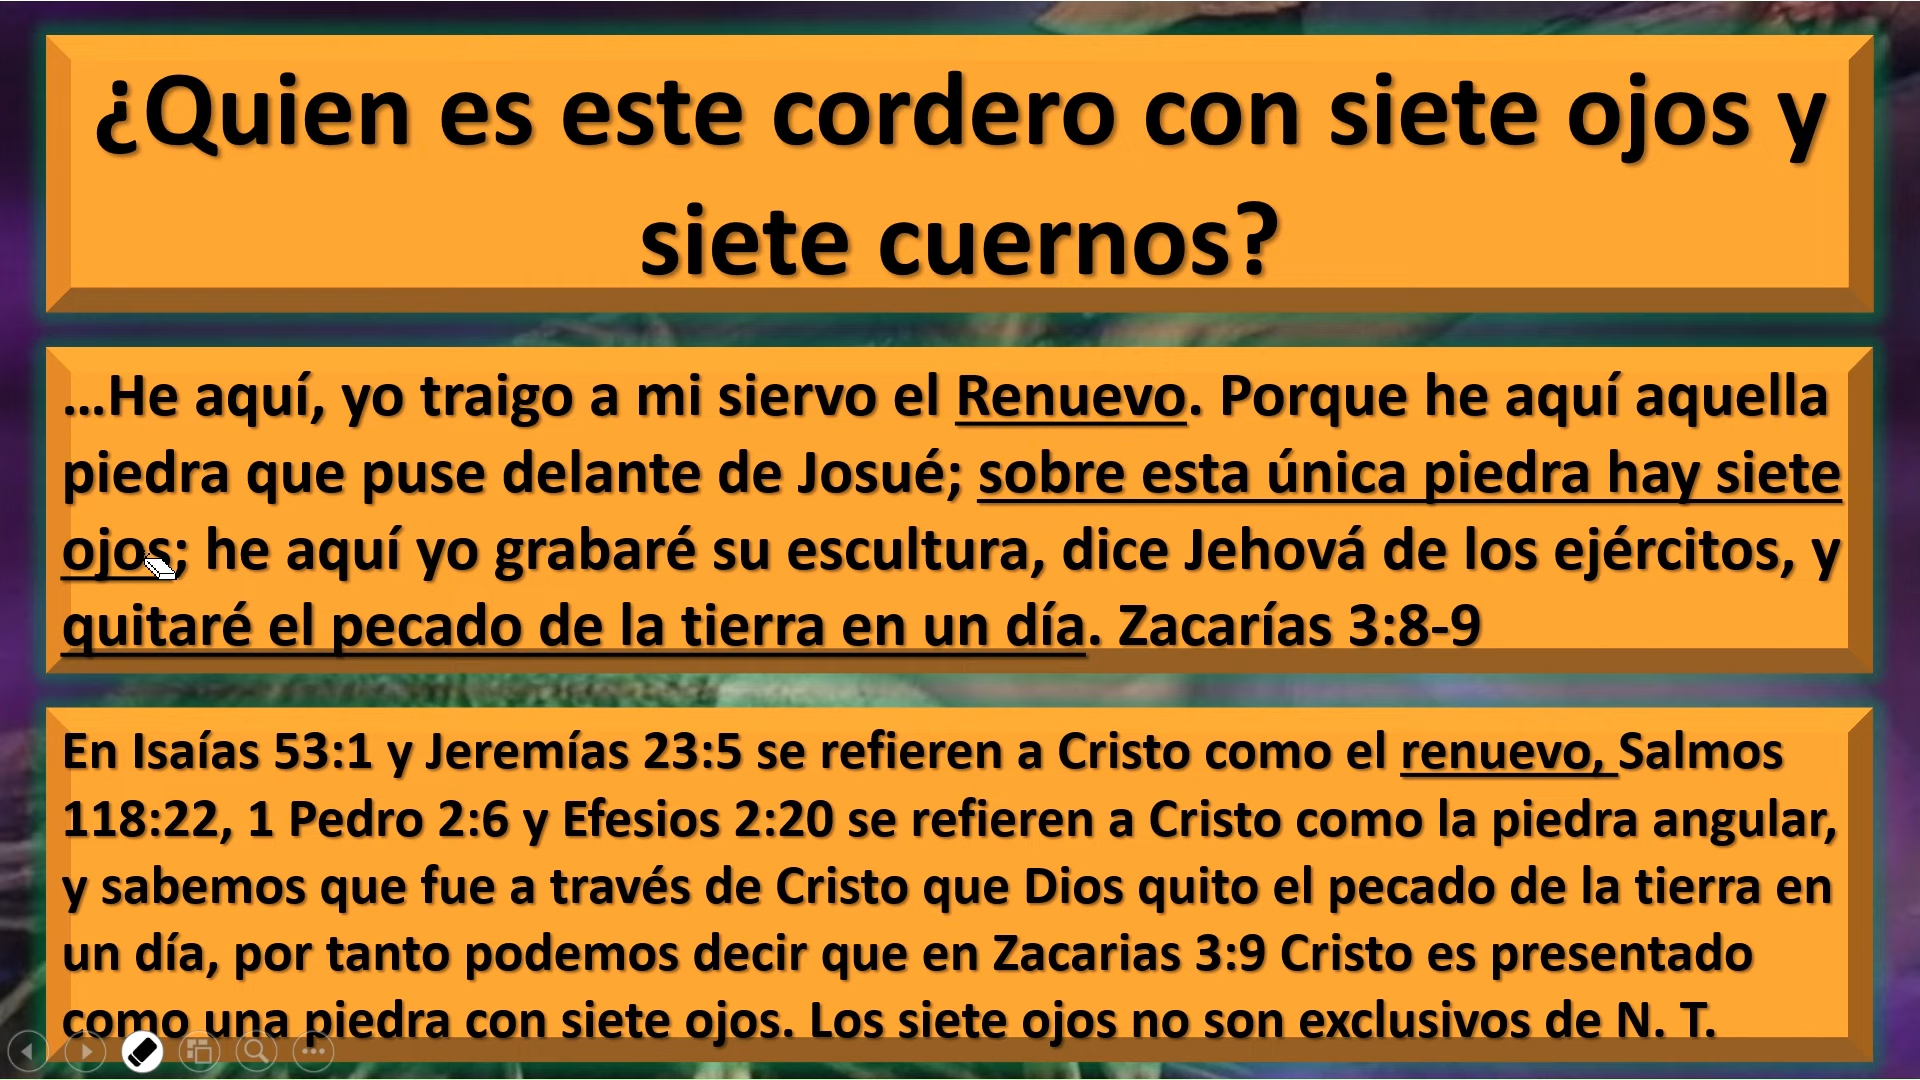 ¿Quien es este cordero con siete ojos y
siete cuernos?
...He aquí, yo traigo a mi siervo el Renuevo. Porque he aquí aquella
piedra que puse delante de Josué; sobre esta única piedra hay siete
ojos; he aquí yo grabaré su escultura, dice Jehová de los ejércitos, y
quitaré el pecado de la tierra en un día. Zacarías 3:8-9
En Isaías 53:1 y Jeremías 23:5 se refieren a Cristo como el renuevo, Salmos
118:22, 1 Pedro 2:6 y Efesios 2:20 se refieren a Cristo como la piedra angular,
y sabemos que fue a través de Cristo que Dios quito el pecado de la tierra en
un día, por tanto podemos decir que en Zacarias 3:9 Cristo es presentado
como una piedra con siete ojos. Los siete ojos no son exclusivos de N. T.